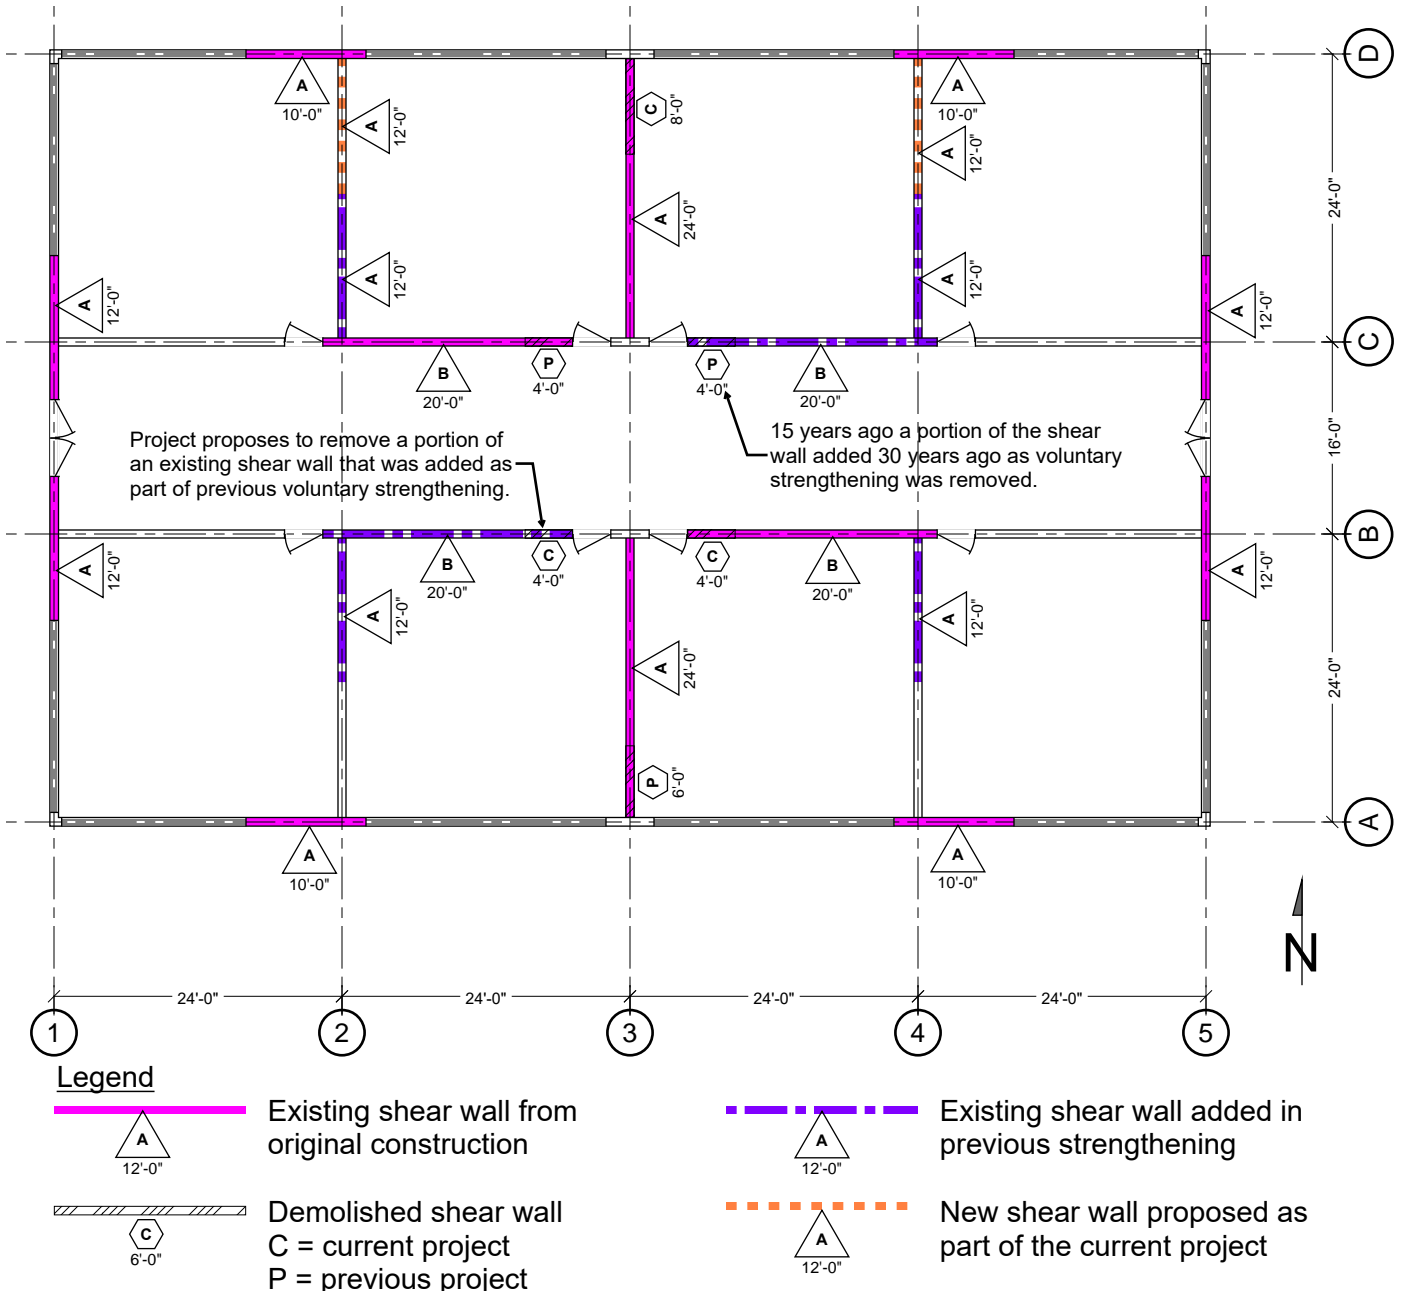 D
A
10'-0"
A
12'-0"
C
8'-0"
A
10'-0"
A
12'-0"
24'-0"
A
24'-0"
A
12'-0"
A
12'-0"
A
12'-0"
A
12'-0"
C
B
20'-0"
P
4'-0"
P
4'-0"
B
20'-0"
Project proposes to remove a portion of
an existing shear wall that was added as
part of previous voluntary strengthening.
15 years ago a portion of the shear
wall added 30 years ago as voluntary
strengthening was removed.
16'-0"
B
A
12'-0"
B
20'-0"
C
4'-0"
C
4'-0"
B
20'-0"
A
12'-0"
A
12'-0"
A
12'-0"
A
24'-0"
24'-0"
P
6'-0"
A
A
10'-0"
A
10'-0"
N
24'-0"
24'-0"
24'-0"
24'-0"
1
2
3
4
5
Legend
A
12'-0"
Existing shear wall from
original construction
A
12'-0"
Existing shear wall added in
previous strengthening
C
6'-0"
Demolished shear wall
C = current project
P = previous project
A
12'-0"
New shear wall proposed as
part of the current project